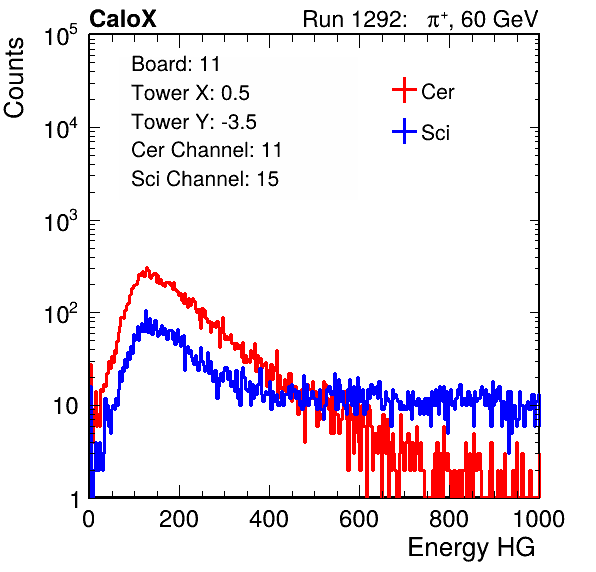 CaloX Run 1292: π⁺, 60 GeV
Counts
10⁵
10⁴
10³
10²
10
1
Board: 11
Tower X: 0.5
Tower Y: -3.5
Cer Channel: 11
Sci Channel: 15
Cer
Sci
0 200 400 600 800 1000
Energy HG